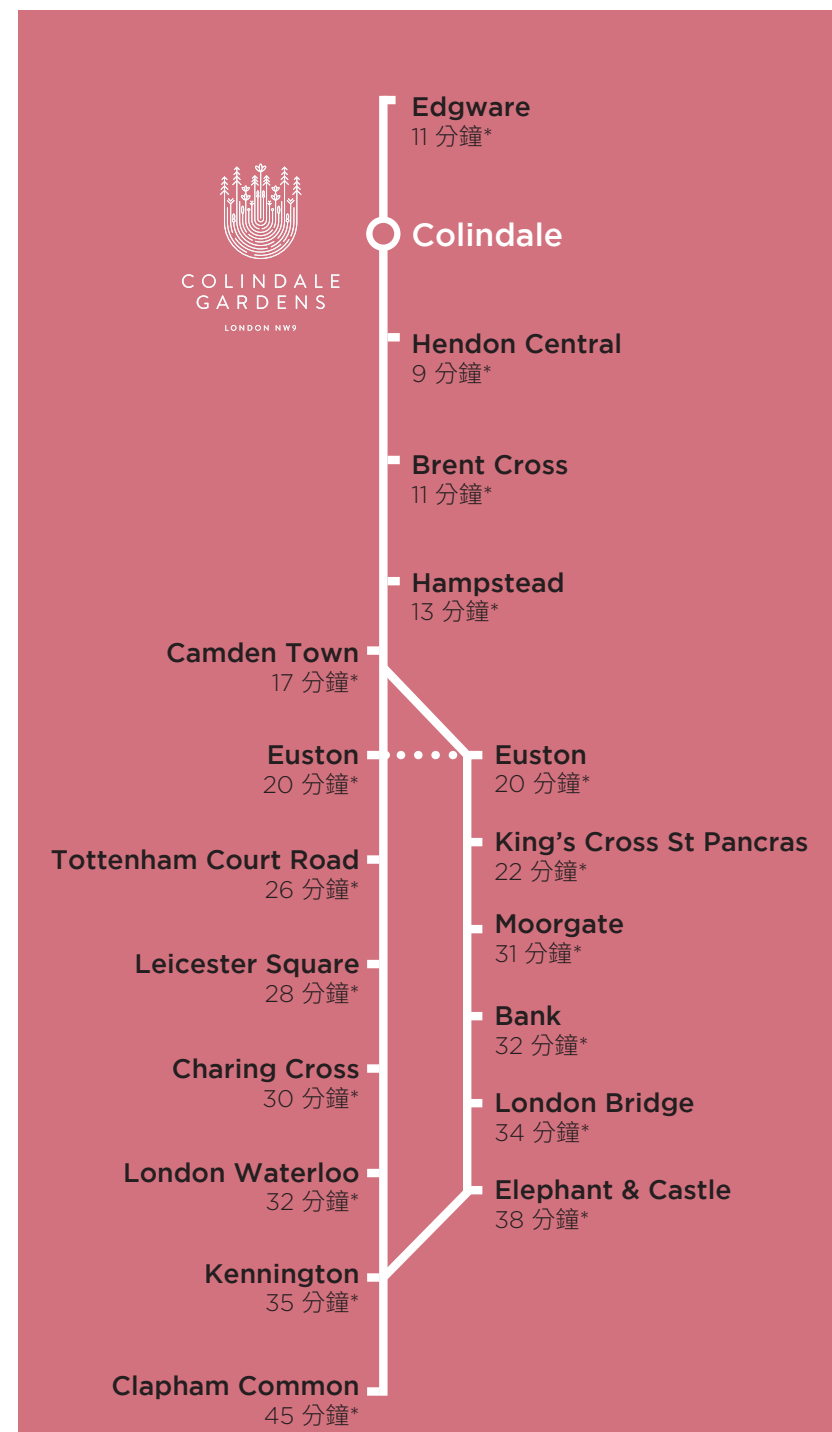 Edgware
11 分鐘*
COLINDALE
GARDENS
LONDON NW9
Colindale
Hendon Central
9 分鐘*
Brent Cross
11 分鐘*
Hampstead
13 分鐘*
Camden Town
17 分鐘*
Euston
20 分鐘*
Tottenham Court Road
26 分鐘*
Leicester Square
28 分鐘*
Charing Cross
30 分鐘*
London Waterloo
32 分鐘*
Kennington
35 分鐘*
Clapham Common
45 分鐘*
Euston
20 分鐘*
King’s Cross St Pancras
22 分鐘*
Moorgate
31 分鐘*
Bank
32 分鐘*
London Bridge
34 分鐘*
Elephant & Castle
38 分鐘*